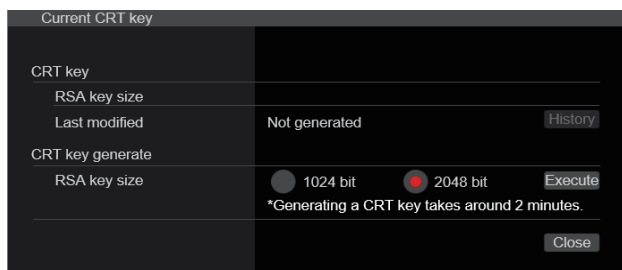 Current CRT key
CRT key
RSA key size
Last modified Not generated History
CRT key generate
RSA key size 1024 bit 2048 bit Execute
*Generating a CRT key takes around 2 minutes.
Close